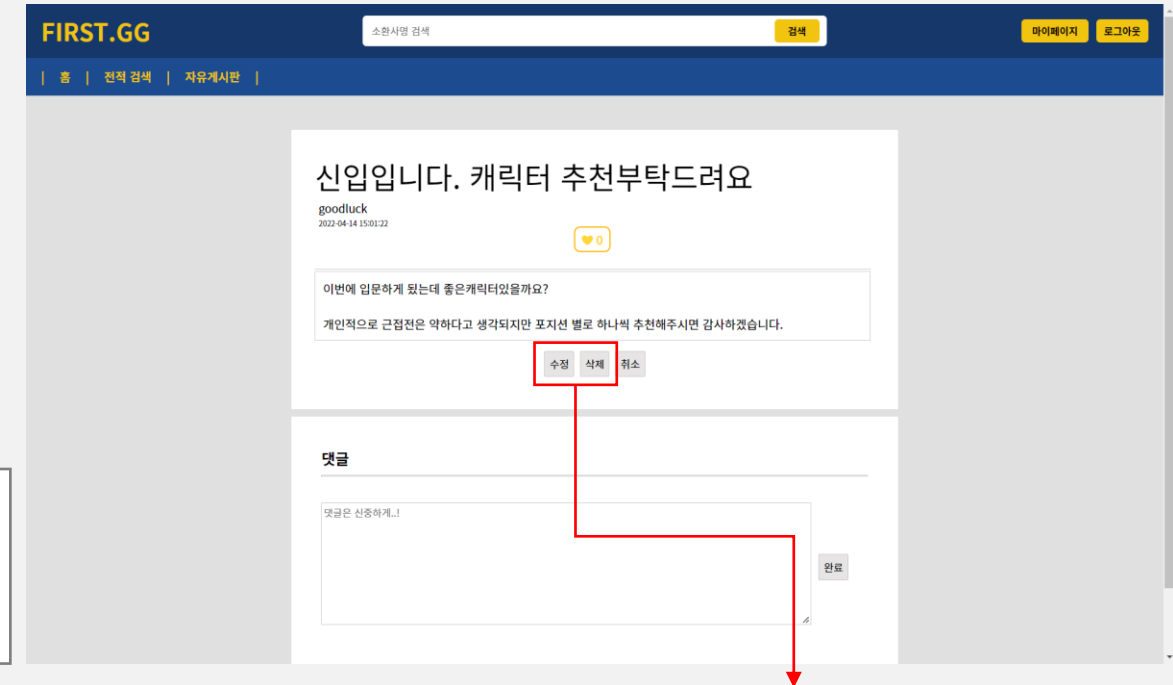 FIRST.GG
소환사명 검색
검색
마이페이지
로그아웃
| 홈 | 전적 검색 | 자유게시판 |
신입입니다. 캐릭터 추천부탁드려요
goodluck
2022-04-14 15:01:22
0
이번에 입문하게 됬는데 좋은캐릭터있을까요?
개인적으로 근접전은 약하다고 생각되지만 포지션 별로 하나씩 추천해주시면 감사하겠습니다.
수정 삭제 취소
댓글
댓글은 신중하게..!
완료